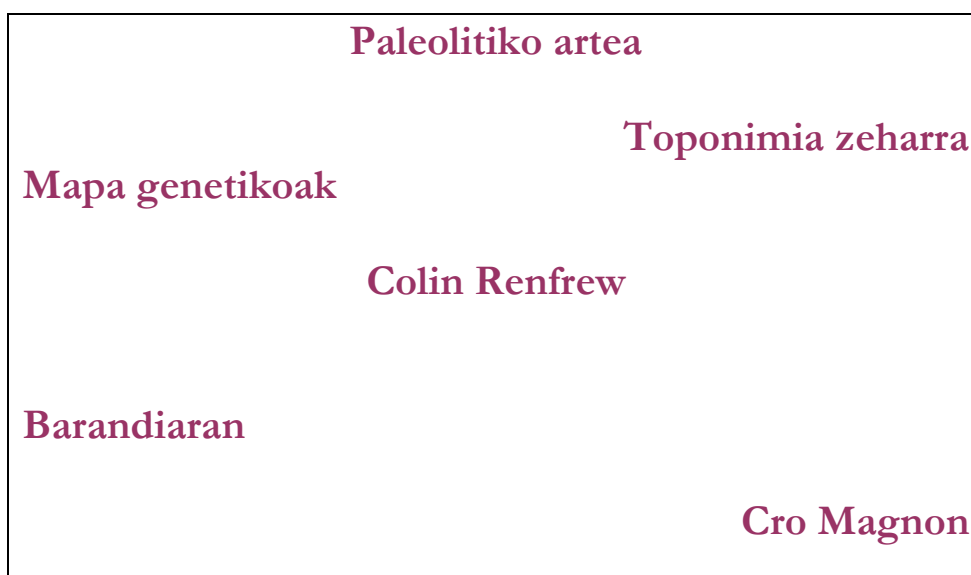 Paleolitiko artea
Toponimia zeharra
Mapa genetikoak
Colin Renfrew
Barandiaran
Cro Magnon